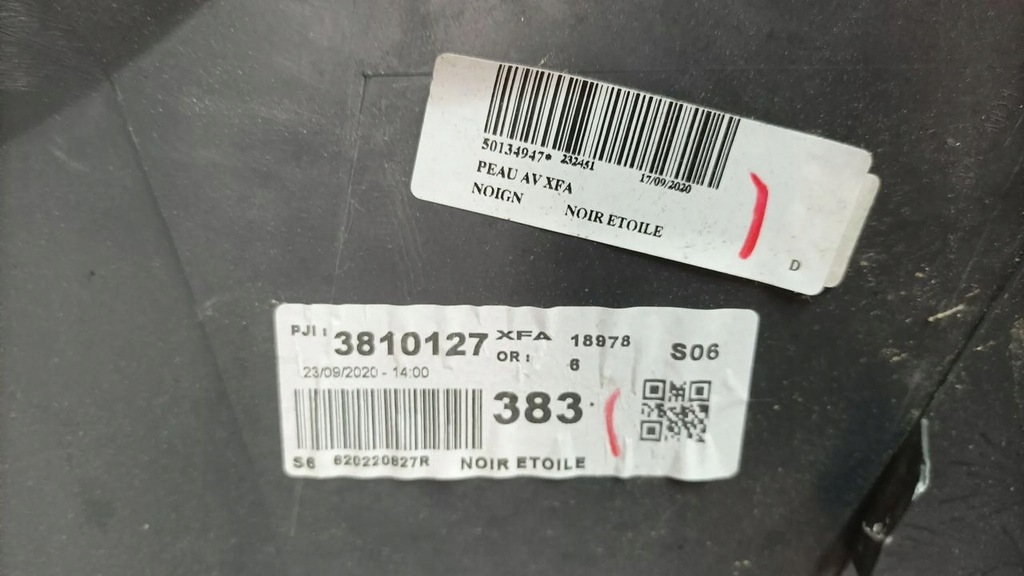 50134947* 232451 17/09/2020
PEAU AV XFA
NOIGN NOIR ETOILE
D
PJI : 3810127 XFA 18978 S06
OR : 6
23/09/2020 - 14:00
383
S6 620220827R NOIR ETOILE